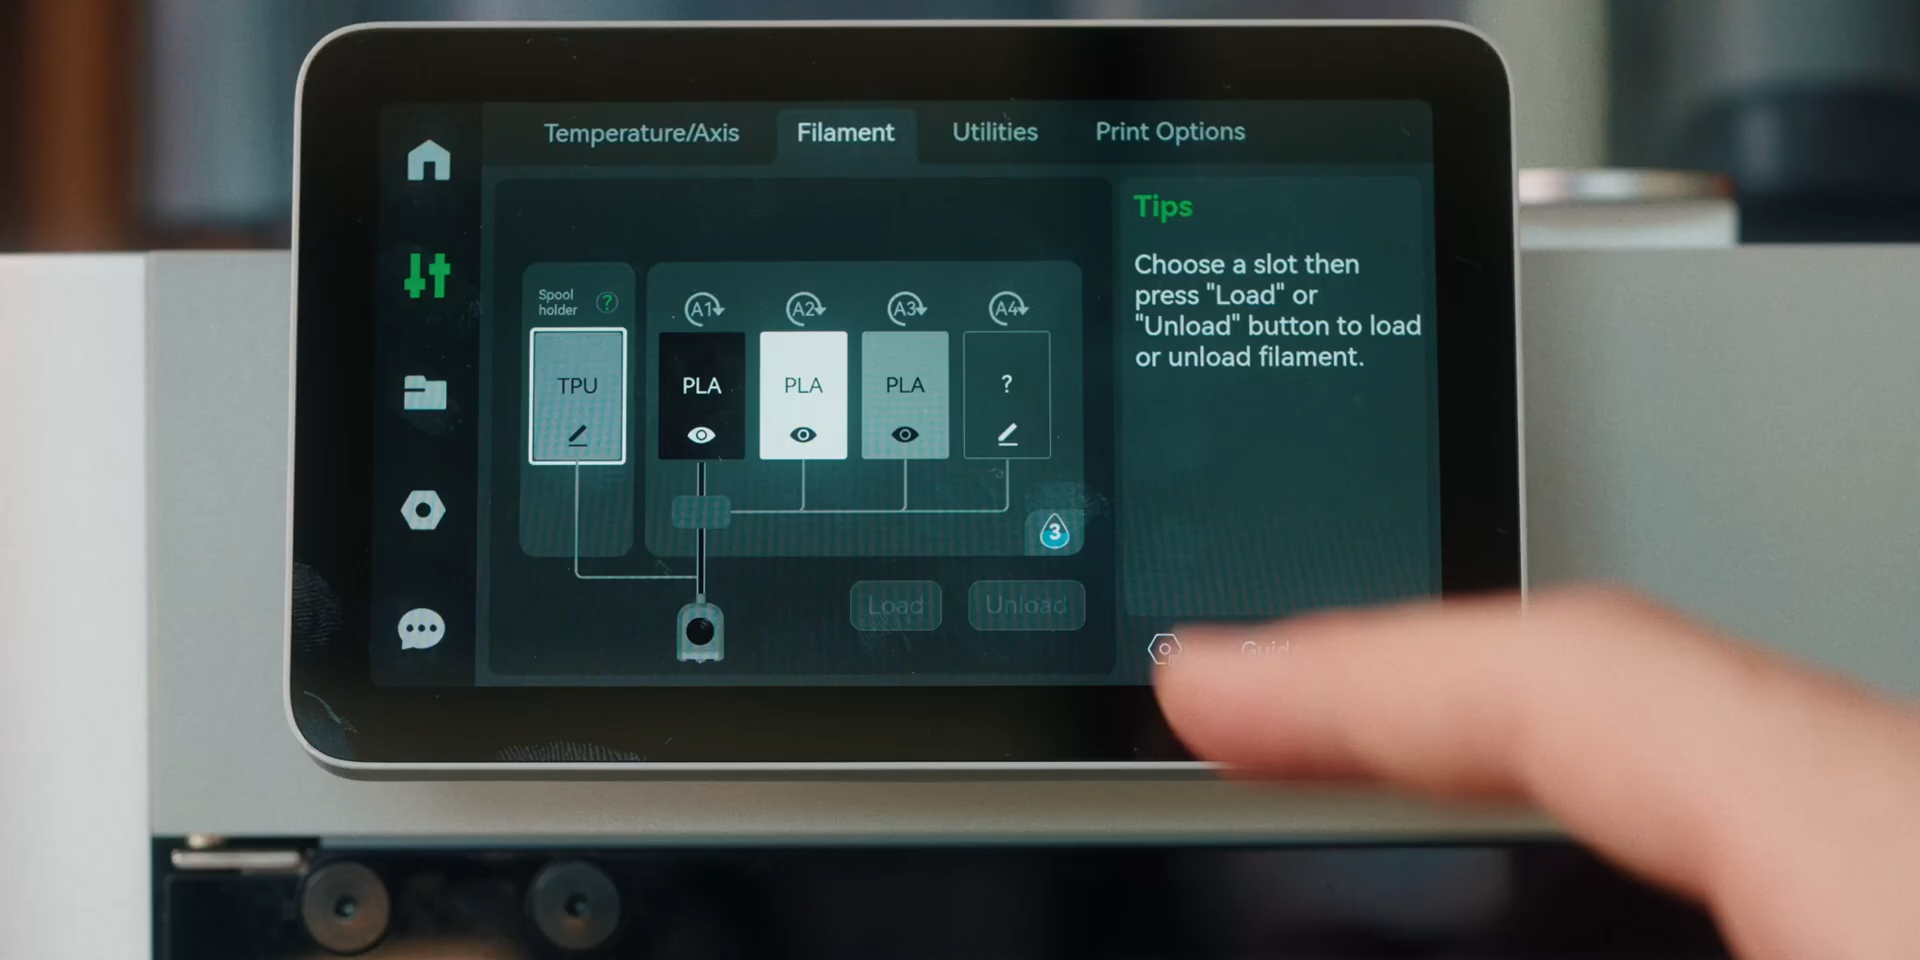 Temperature/Axis
Filament
Utilities
Print Options
Spool
holder
?
A1
A2
A3
A4
TPU
PLA
PLA
PLA
?
3
Load
Unload
Tips
Choose a slot then
press "Load" or
"Unload" button to load
or unload filament.